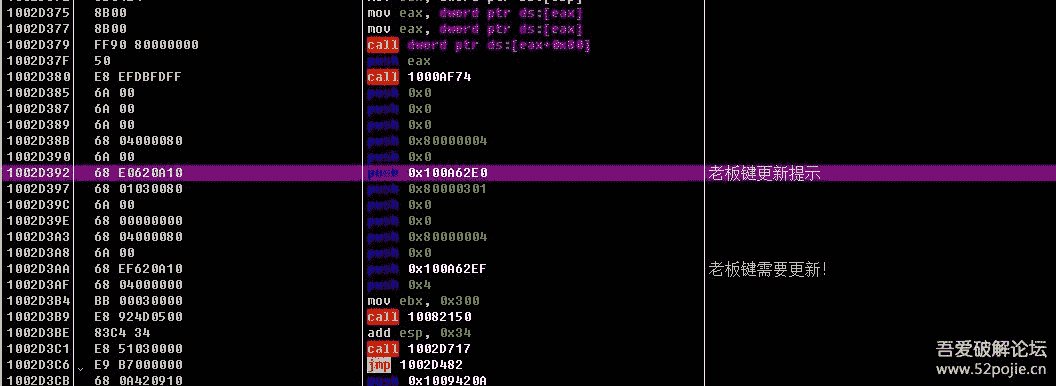 1002D375 8B00 mov eax, dword ptr ds:[eax]
1002D377 8B00 mov eax, dword ptr ds:[eax]
1002D379 FF90 80000000 call dword ptr ds:[eax+0x80]
1002D37F 50 push eax
1002D380 E8 EFDBFDFF call 1000AF74
1002D385 6A 00 push 0x0
1002D387 6A 00 push 0x0
1002D389 6A 00 push 0x0
1002D38B 68 04000080 push 0x80000004
1002D390 6A 00 push 0x0
1002D392 68 E0620A10 push 0x100A62E0 老板键更新提示
1002D397 68 01030080 push 0x80000301
1002D39C 6A 00 push 0x0
1002D39E 68 00000000 push 0x0
1002D3A3 68 04000080 push 0x80000004
1002D3A8 6A 00 push 0x0
1002D3AA 68 EF620A10 push 0x100A62EF 老板键需要更新!
1002D3AF 68 04000000 push 0x4
1002D3B4 BB 00030000 mov ebx, 0x300
1002D3B9 E8 924D0500 call 10082150
1002D3BE 83C4 34 add esp, 0x34
1002D3C1 E8 51030000 call 1002D717
1002D3C6 E9 B7000000 jmp 1002D482
1002D3CB 68 0A420910 push 0x1009420A
吾爱破解论坛
www.52pojie.cn